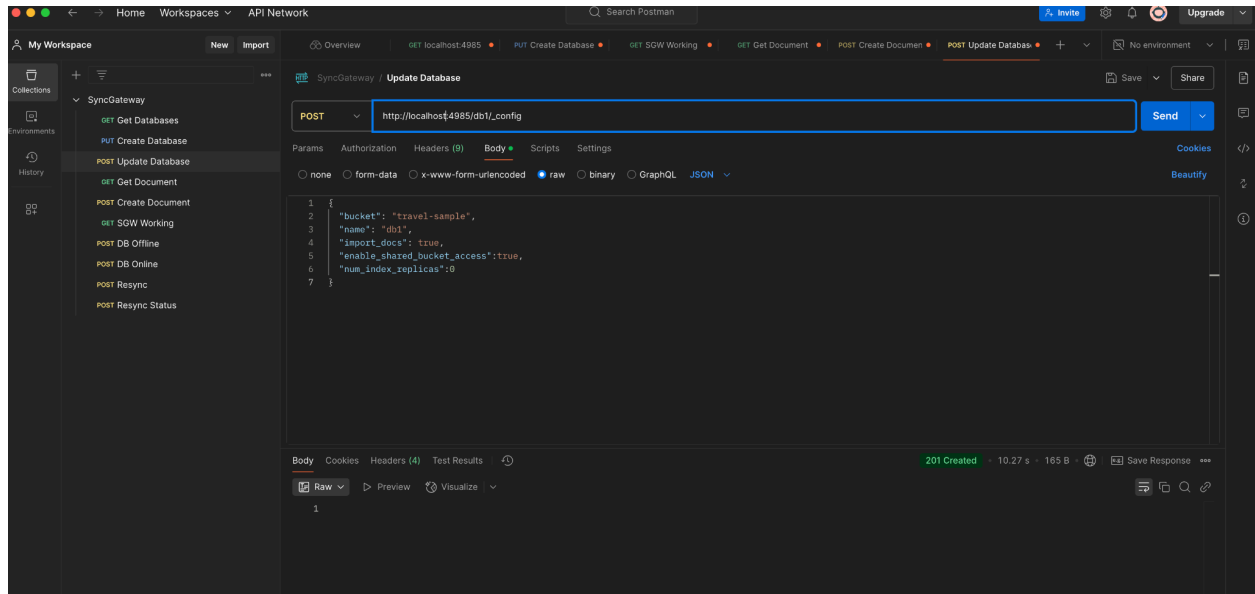 Home Workspaces API Network Search Postman Invite Upgrade
My Workspace New Import Overview GET localhost:4985 PUT Create Database GET SGW Working GET Get Document POST Create Documen POST Update Databas No environment
Collections
Environments
History
SyncGateway
GET Get Databases
PUT Create Database
POST Update Database
GET Get Document
POST Create Document
GET SGW Working
POST DB Offline
POST DB Online
POST Resync
POST Resync Status
HTTP SyncGateway / Update Database Save Share
POST http://localhost:4985/db1/_config Send
Params Authorization Headers (9) Body Scripts Settings Cookies
none form-data x-www-form-urlencoded raw binary GraphQL JSON Beautify
1 {
2 "bucket": "travel-sample",
3 "name": "db1",
4 "import_docs": true,
5 "enable_shared_bucket_access":true,
6 "num_index_replicas":0
7 }
Body Cookies Headers (4) Test Results 201 Created 10.27 s 165 B Save Response
Raw Preview Visualize
1